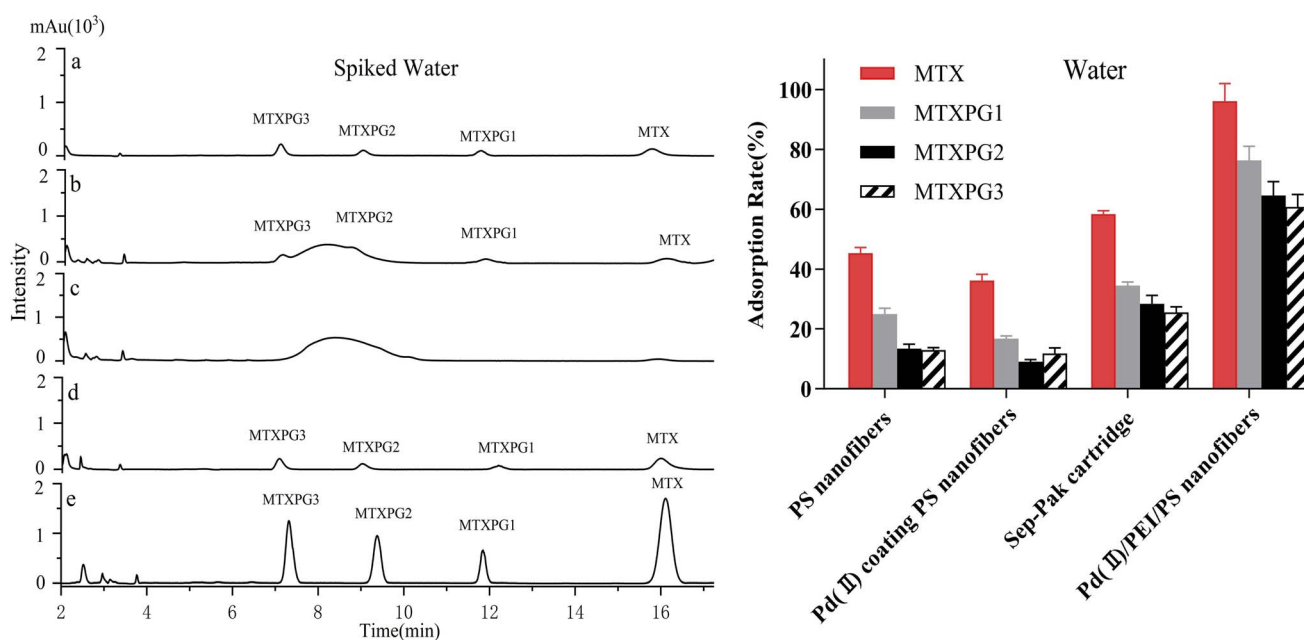 mAu(10³)
Spiked Water
Intensity
2
1
0
a
MTXPG3
MTXPG2
MTXPG1
MTX
2
1
0
b
MTXPG3
MTXPG2
MTXPG1
MTX
2
1
0
c
2
1
0
d
MTXPG3
MTXPG2
MTXPG1
MTX
2
1
0
e
MTXPG3
MTXPG2
MTXPG1
MTX
2 4 6 8 10 12 14 16
Time(min)
Water
MTX
MTXPG1
MTXPG2
MTXPG3
Adsorption Rate(%)
100
80
60
40
20
0
PS nanofibers
Pd(Ⅱ) coating PS nanofibers
Sep-Pak cartridge
Pd(Ⅱ)/PEI/PS nanofibers